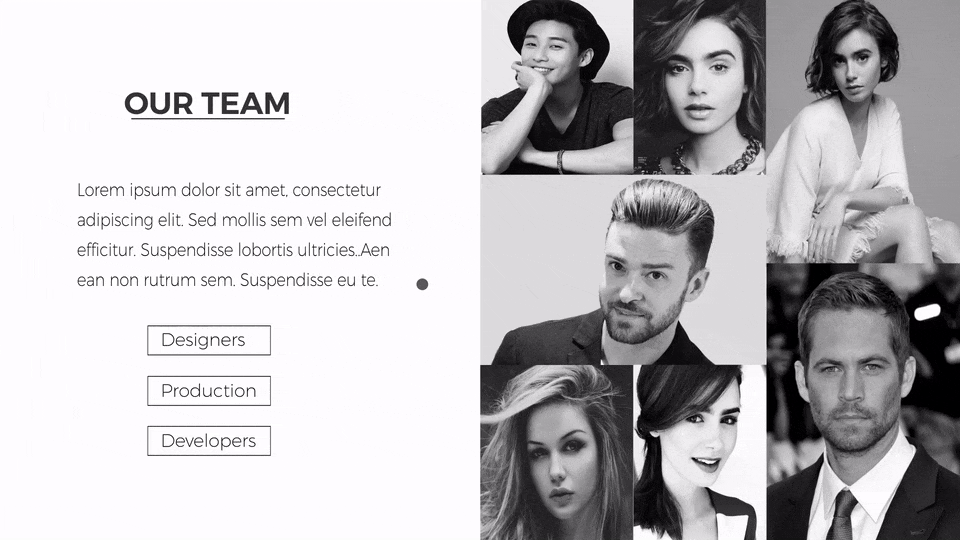 OUR TEAM
Lorem ipsum dolor sit amet, consectetur
adipiscing elit. Sed mollis sem vel eleifend
efficitur. Suspendisse lobortis ultricies..Aen
ean non rutrum sem. Suspendisse eu te.
Designers
Production
Developers